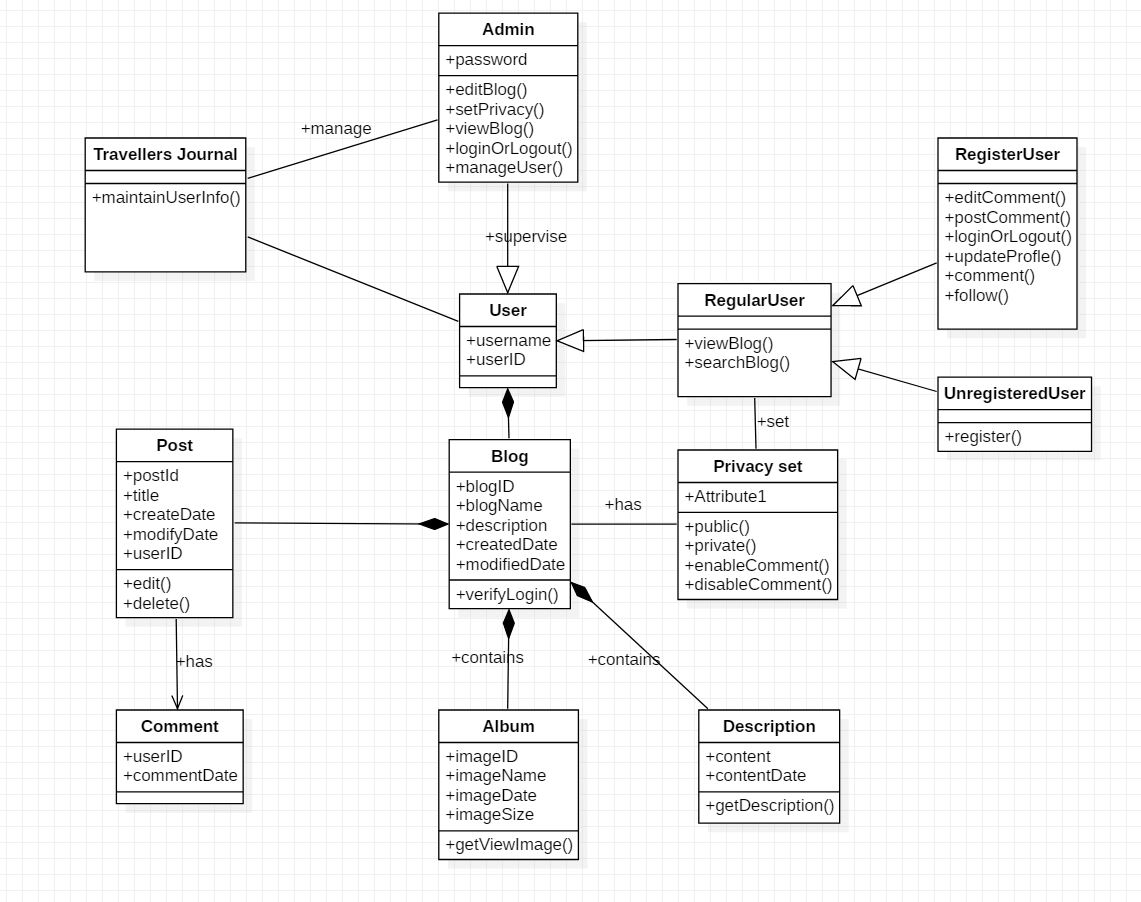 Admin
+password
+editBlog()
+setPrivacy()
+viewBlog()
+loginOrLogout()
+manageUser()
+manage
Travellers Journal
+maintainUserInfo()
RegisterUser
+editComment()
+postComment()
+loginOrLogout()
+updateProfle()
+comment()
+follow()
+supervise
User
+username
+userID
RegularUser
+viewBlog()
+searchBlog()
UnregisteredUser
+register()
+set
Post
+postId
+title
+createDate
+modifyDate
+userID
+edit()
+delete()
Blog
+blogID
+blogName
+description
+createdDate
+modifiedDate
+verifyLogin()
+has
Privacy set
+Attribute1
+public()
+private()
+enableComment()
+disableComment()
+has
+contains
+contains
Comment
+userID
+commentDate
Album
+imageID
+imageName
+imageDate
+imageSize
+getViewImage()
Description
+content
+contentDate
+getDescription()